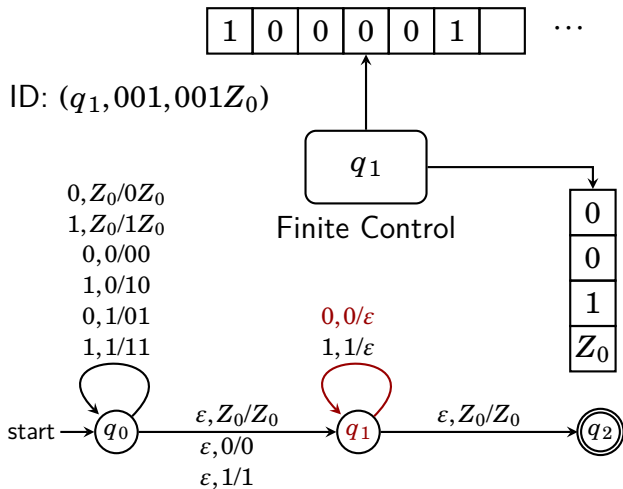 1 0 0 0 0 1 ⋯
ID: (q₁, 001, 001Z₀)
q₁
Finite Control
0
0
1
Z₀
0, Z₀/0Z₀
1, Z₀/1Z₀
0, 0/00
1, 0/10
0, 1/01
1, 1/11
0, 0/ε
1, 1/ε
start
q₀
ε, Z₀/Z₀
ε, 0/0
ε, 1/1
q₁
ε, Z₀/Z₀
q₂